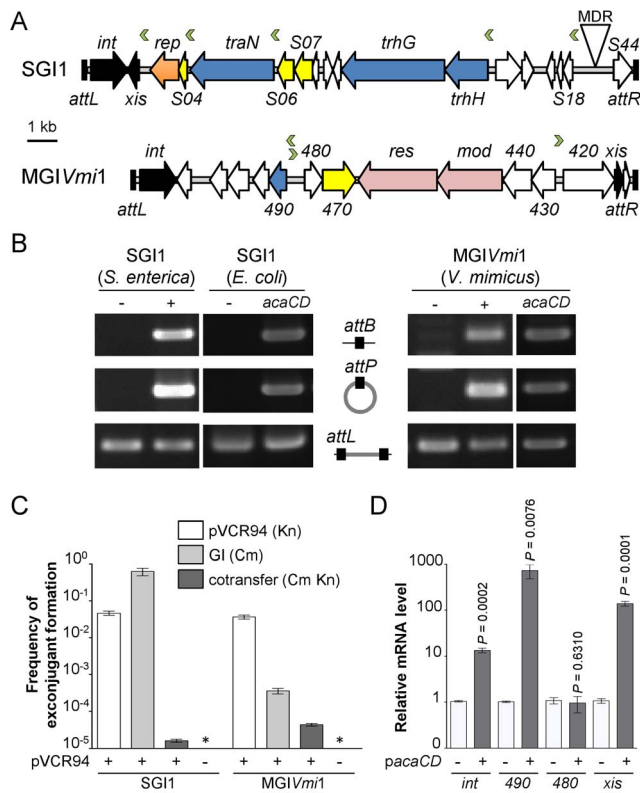 A
int rep traN S07 trhG MDR S44
SGI1
attL xis S04 S06 trhH S18 attR
1 kb
int 480 res mod 440 420 xis
MGIVmi1
attL 490 470 430 attR
B
SGI1 (S. enterica)
SGI1 (E. coli)
MGIVmi1 (V. mimicus)
- + - acaCD - + acaCD
attB
attP
attL
C
pVCR94 (Kn)
GI (Cm)
cotransfer (Cm Kn)
Frequency of exconjugant formation
10^0
10^-1
10^-2
10^-3
10^-4
10^-5
* *
pVCR94 + + + - + + + -
SGI1 MGIVmi1
D
Relative mRNA level
1000
100
10
1
0
P = 0.0002
P = 0.0076
P = 0.6310
P = 0.0001
pacaCD - + - + - + - +
int 490 480 xis